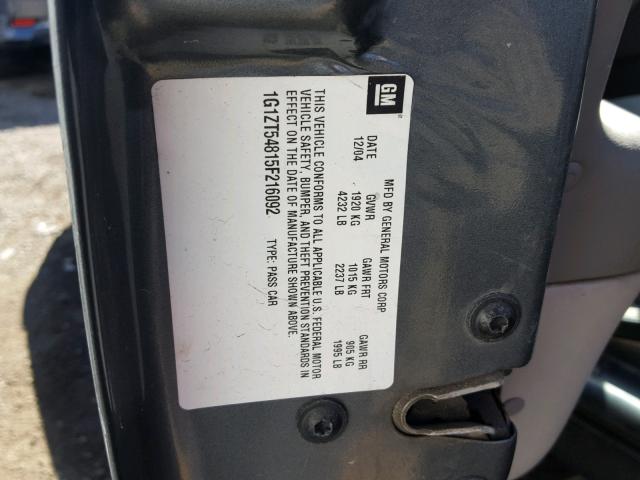 GM
MFD BY GENERAL MOTORS CORP
DATE GVWR GAWR FRT GAWR RR
12/04 1920 KG 1015 KG 905 KG
4232 LB 2237 LB 1995 LB
THIS VEHICLE CONFORMS TO ALL APPLICABLE U.S. FEDERAL MOTOR
VEHICLE SAFETY, BUMPER, AND THEFT PREVENTION STANDARDS IN
EFFECT ON THE DATE OF MANUFACTURE SHOWN ABOVE.
1G1ZT54815F216092 TYPE: PASS CAR